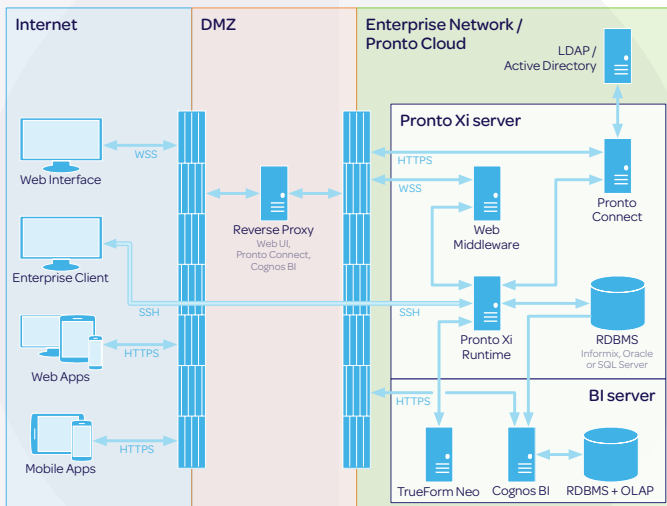 Internet
DMZ
Enterprise Network /
Pronto Cloud
LDAP /
Active Directory
Pronto Xi server
WSS
HTTPS
WSS
Web Interface
Reverse Proxy
Web UI,
Pronto Connect,
Cognos BI
Web
Middleware
Pronto
Connect
Enterprise Client
SSH
SSH
Pronto Xi
Runtime
RDBMS
Informix, Oracle
or SQL Server
HTTPS
Web Apps
HTTPS
BI server
HTTPS
Mobile Apps
TrueForm Neo
Cognos BI
RDBMS + OLAP